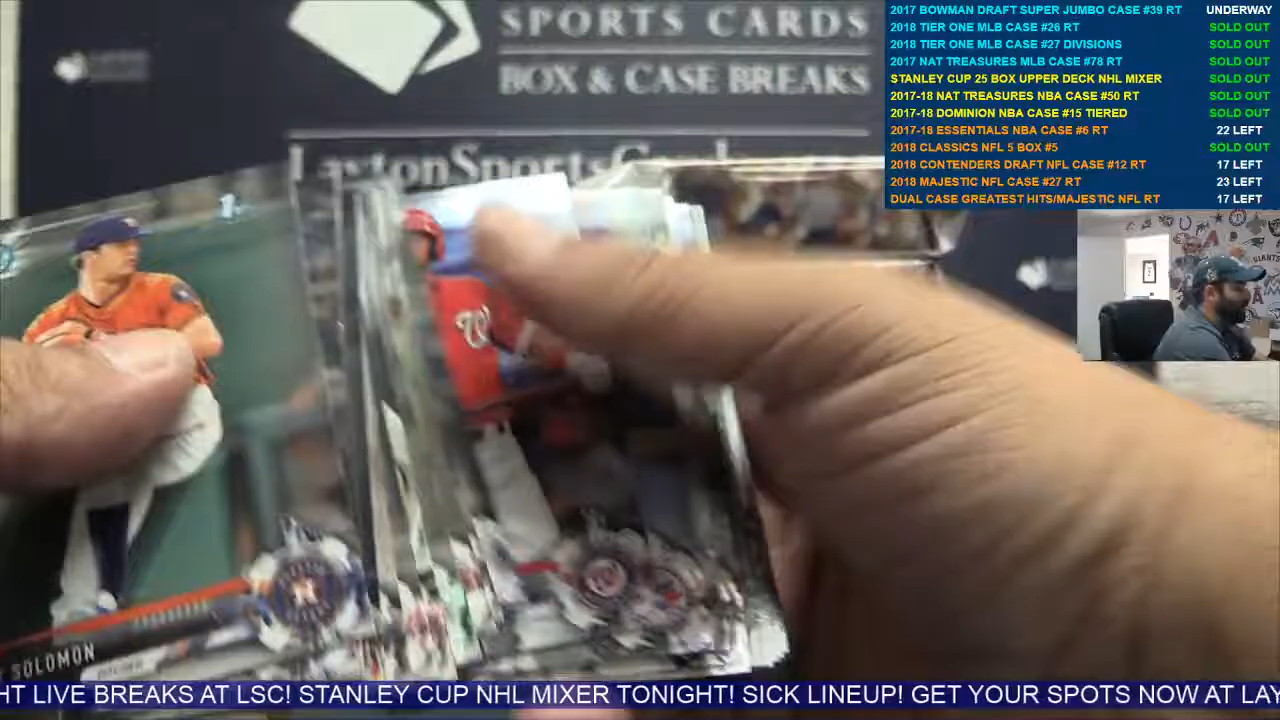 SPORTS CARDS
BOX & CASE BREAKS
LaytonSportsCards
2017 BOWMAN DRAFT SUPER JUMBO CASE #39 RT UNDERWAY
2018 TIER ONE MLB CASE #26 RT SOLD OUT
2018 TIER ONE MLB CASE #27 DIVISIONS SOLD OUT
2017 NAT TREASURES MLB CASE #78 RT SOLD OUT
STANLEY CUP 25 BOX UPPER DECK NHL MIXER SOLD OUT
2017-18 NAT TREASURES NBA CASE #50 RT SOLD OUT
2017-18 DOMINION NBA CASE #15 TIERED SOLD OUT
2017-18 ESSENTIALS NBA CASE #6 RT 22 LEFT
2018 CLASSICS NFL 5 BOX #5 SOLD OUT
2018 CONTENDERS DRAFT NFL CASE #12 RT 17 LEFT
2018 MAJESTIC NFL CASE #27 RT 23 LEFT
DUAL CASE GREATEST HITS/MAJESTIC NFL RT 17 LEFT
GIANTS
W
SOLOMON
HT LIVE BREAKS AT LSC! STANLEY CUP NHL MIXER TONIGHT! SICK LINEUP! GET YOUR SPOTS NOW AT LAY